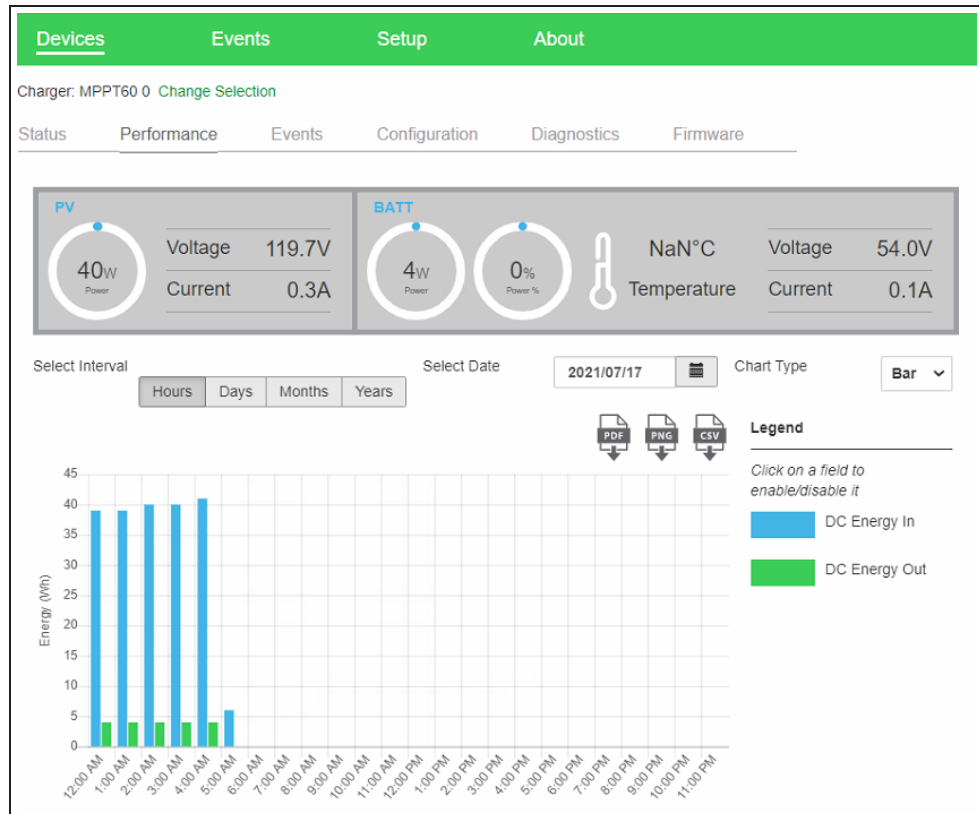 Devices Events Setup About
Charger: MPPT60 0 Change Selection
Status Performance Events Configuration Diagnostics Firmware
PV
40W
Power
Voltage 119.7V
Current 0.3A
BATT
4W
Power
0%
Power %
NaN°C
Temperature
Voltage 54.0V
Current 0.1A
Select Interval
Hours Days Months Years
Select Date
2021/07/17
Chart Type
Bar
PDF PNG CSV
Legend
Click on a field to
enable/disable it
DC Energy In
DC Energy Out
Energy (Wh)
45
40
35
30
25
20
15
10
5
0
12:00 AM
1:00 AM
2:00 AM
3:00 AM
4:00 AM
5:00 AM
6:00 AM
7:00 AM
8:00 AM
9:00 AM
10:00 AM
11:00 AM
12:00 PM
1:00 PM
2:00 PM
3:00 PM
4:00 PM
5:00 PM
6:00 PM
7:00 PM
8:00 PM
9:00 PM
10:00 PM
11:00 PM